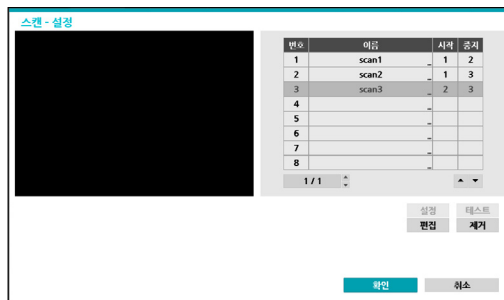 스캔 - 설정
번호 이름 시작 중지
1 scan1 1 2
2 scan2 1 3
3 scan3 2 3
4
5
6
7
8
1 / 1
설정 테스트
편집 제거
확인 취소